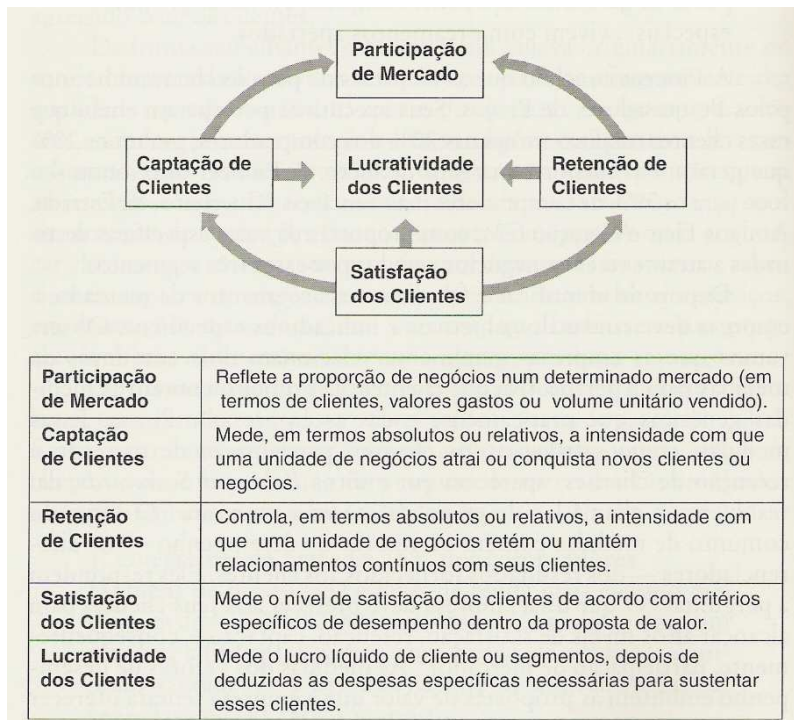 Participação
de Mercado
Captação de
Clientes
Lucratividade
dos Clientes
Retenção de
Clientes
Satisfação
dos Clientes
Participação
de Mercado
Reflete a proporção de negócios num determinado mercado (em
termos de clientes, valores gastos ou volume unitário vendido).
Captação
de Clientes
Mede, em termos absolutos ou relativos, a intensidade com que
uma unidade de negócios atrai ou conquista novos clientes ou
negócios.
Retenção
de Clientes
Controla, em termos absolutos ou relativos, a intensidade com
que uma unidade de negócios retém ou mantém
relacionamentos contínuos com seus clientes.
Satisfação
dos Clientes
Mede o nível de satisfação dos clientes de acordo com critérios
específicos de desempenho dentro da proposta de valor.
Lucratividade
dos Clientes
Mede o lucro líquido de cliente ou segmentos, depois de
deduzidas as despesas específicas necessárias para sustentar
esses clientes.